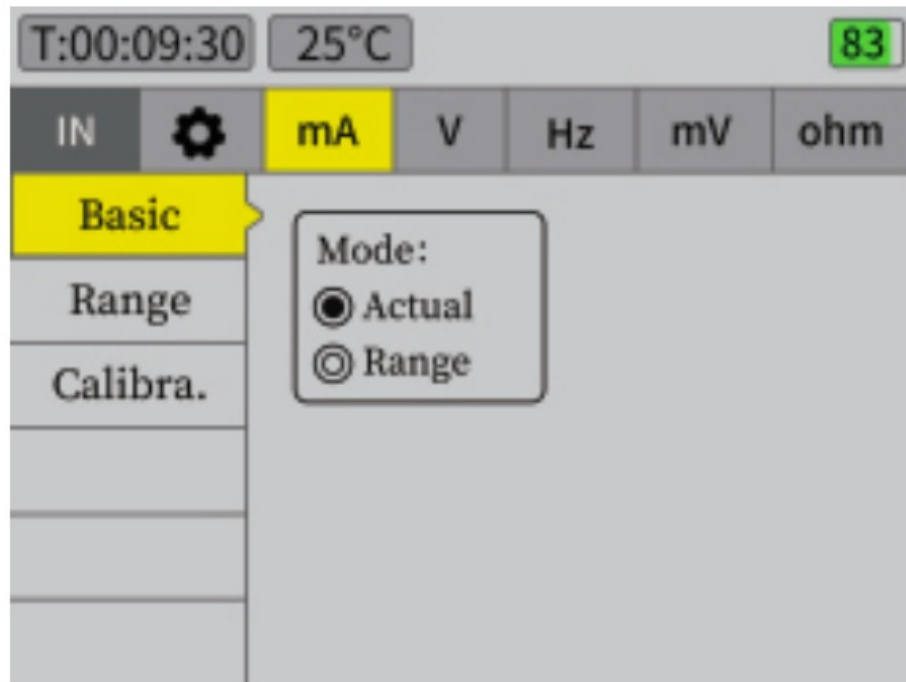 T:00:09:30 25°C 83
IN mA V Hz mV ohm
Basic
Range
Calibra.
Mode:
Actual
Range